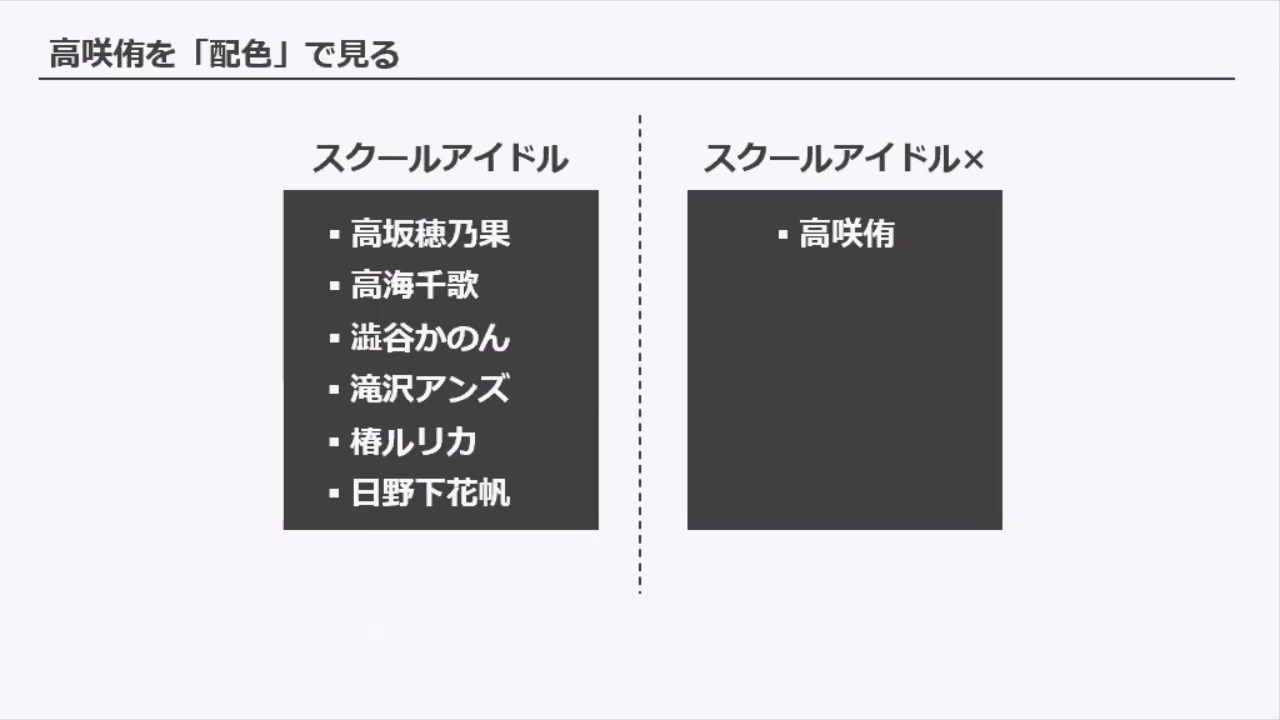 高咲侑を「配色」で見る
スクールアイドル
▪ 高坂穂乃果
▪ 高海千歌
▪ 澁谷かのん
▪ 滝沢アンズ
▪ 椿ルリカ
▪ 日野下花帆
スクールアイドル×
▪ 高咲侑